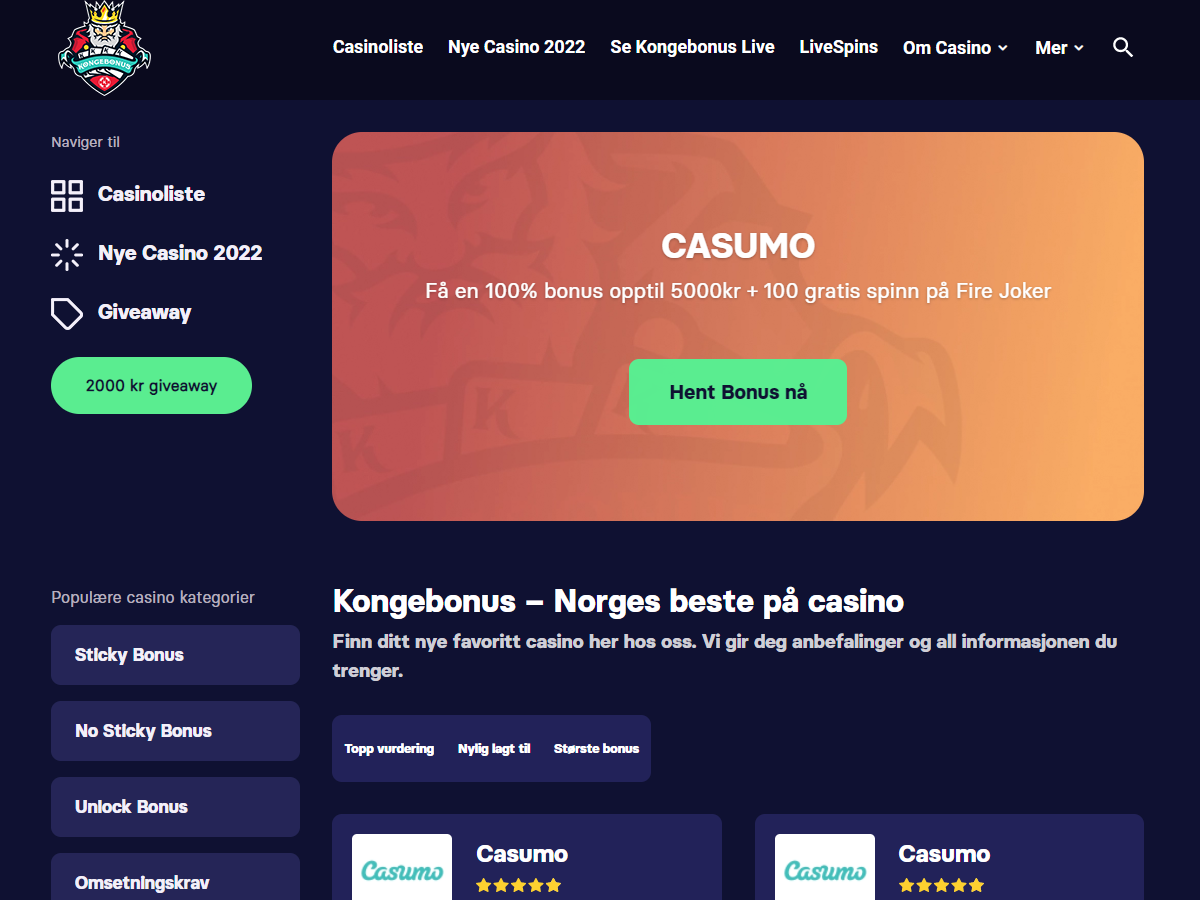 KONGEBONUS
Casinoliste
Nye Casino 2022
Se Kongebonus Live
LiveSpins
Om Casino
Mer
Naviger til
Casinoliste
Nye Casino 2022
Giveaway
2000 kr giveaway
CASUMO
Få en 100% bonus opptil 5000kr + 100 gratis spinn på Fire Joker
Hent Bonus nå
K
K
Populære casino kategorier
Sticky Bonus
No Sticky Bonus
Unlock Bonus
Omsetningskrav
Kongebonus – Norges beste på casino
Finn ditt nye favoritt casino her hos oss. Vi gir deg anbefalinger og all informasjonen du
trenger.
Topp vurdering
Nylig lagt til
Største bonus
Casumo
Casumo
Casumo
Casumo